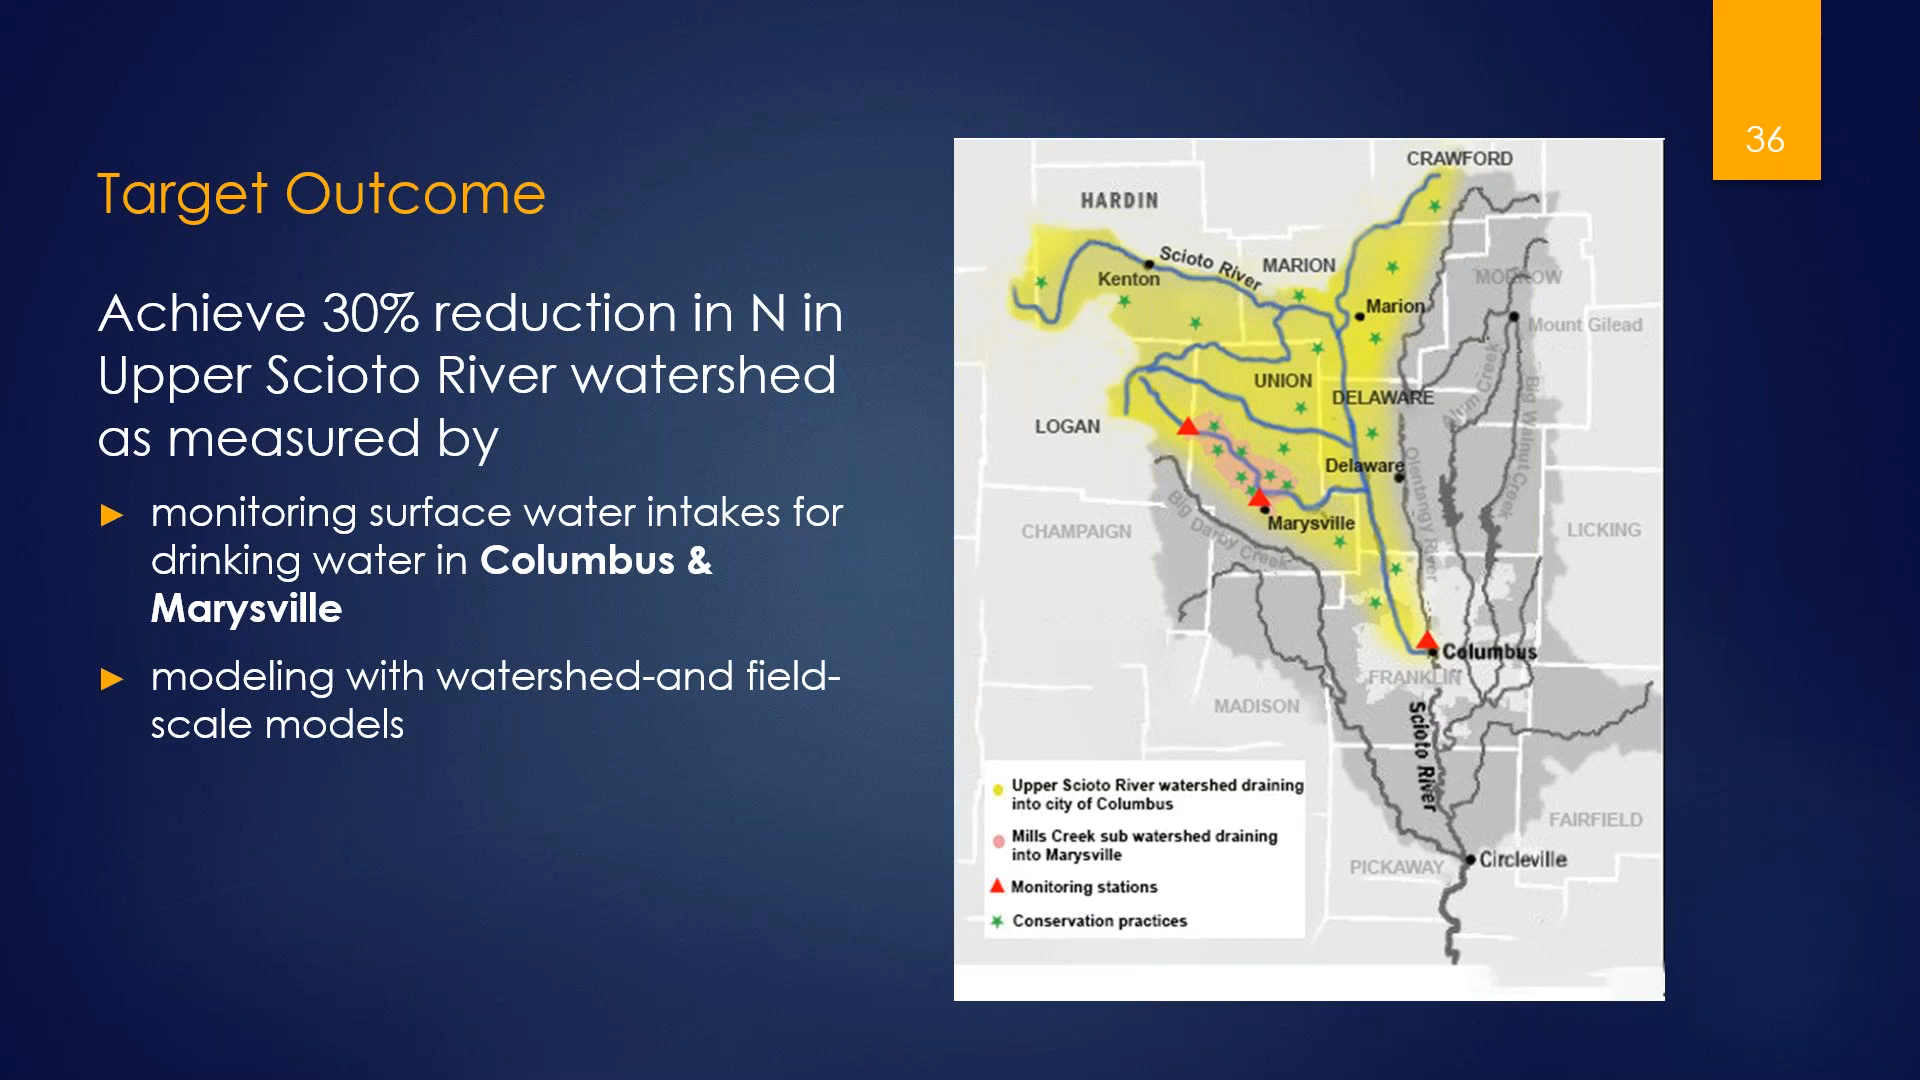 36
Target Outcome
Achieve 30% reduction in N in
Upper Scioto River watershed
as measured by
monitoring surface water intakes for
drinking water in Columbus &
Marysville
modeling with watershed-and field-
scale models
CRAWFORD
HARDIN
Scioto River
MARION
Kenton
MORROW
Marion
Mount Gilead
UNION
DELAWARE
Alum Creek
Big Walnut Creek
LOGAN
Delaware
Olentangy River
Big Darby Creek
Marysville
CHAMPAIGN
LICKING
Columbus
FRANKLIN
MADISON
Scioto River
Upper Scioto River watershed draining
into city of Columbus
Mills Creek sub watershed draining
into Marysville
Monitoring stations
Conservation practices
FAIRFIELD
PICKAWAY
Circleville